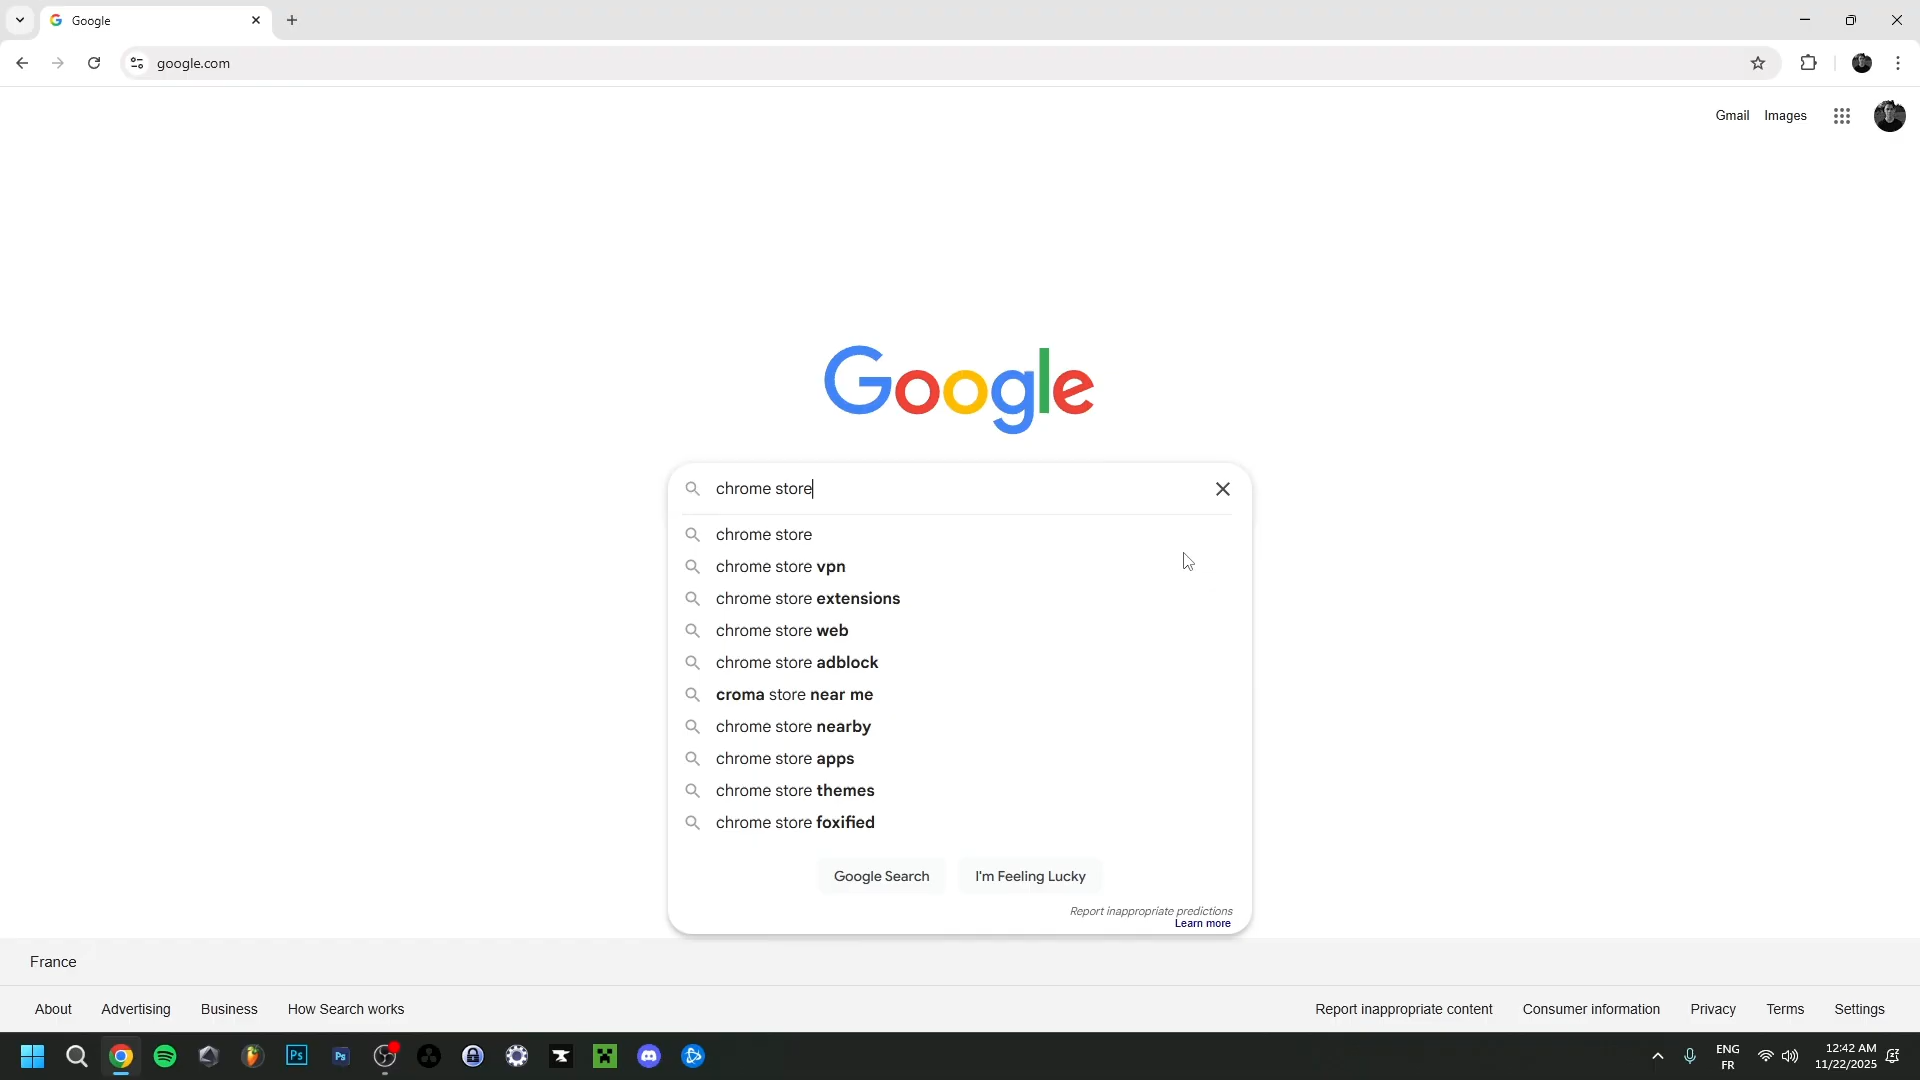 Google
google.com
Gmail Images
Google
chrome store
chrome store
chrome store vpn
chrome store extensions
chrome store web
chrome store adblock
croma store near me
chrome store nearby
chrome store apps
chrome store themes
chrome store foxified
Google Search I'm Feeling Lucky
Report inappropriate predictions
Learn more
France
About Advertising Business How Search works Report inappropriate content Consumer information Privacy Terms Settings
Ps Ps
ENG
FR
12:42 AM
11/22/2025